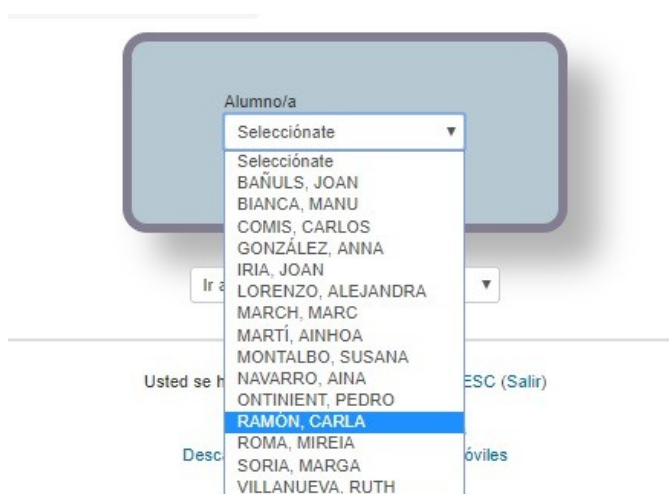 Alumno/a
Selecciónate
Selecciónate
BAÑULS, JOAN
BIANCA, MANU
COMIS, CARLOS
GONZÁLEZ, ANNA
IRIA, JOAN
Ir
LORENZO, ALEJANDRA
MARCH, MARC
MARTÍ, AINHOA
MONTALBO, SUSANA
Usted se NAVARRO, AINA ESC (Salir)
ONTINIENT, PEDRO
RAMÓN, CARLA
ROMA, MIREIA
SORIA, MARGA
VILLANUEVA, RUTH